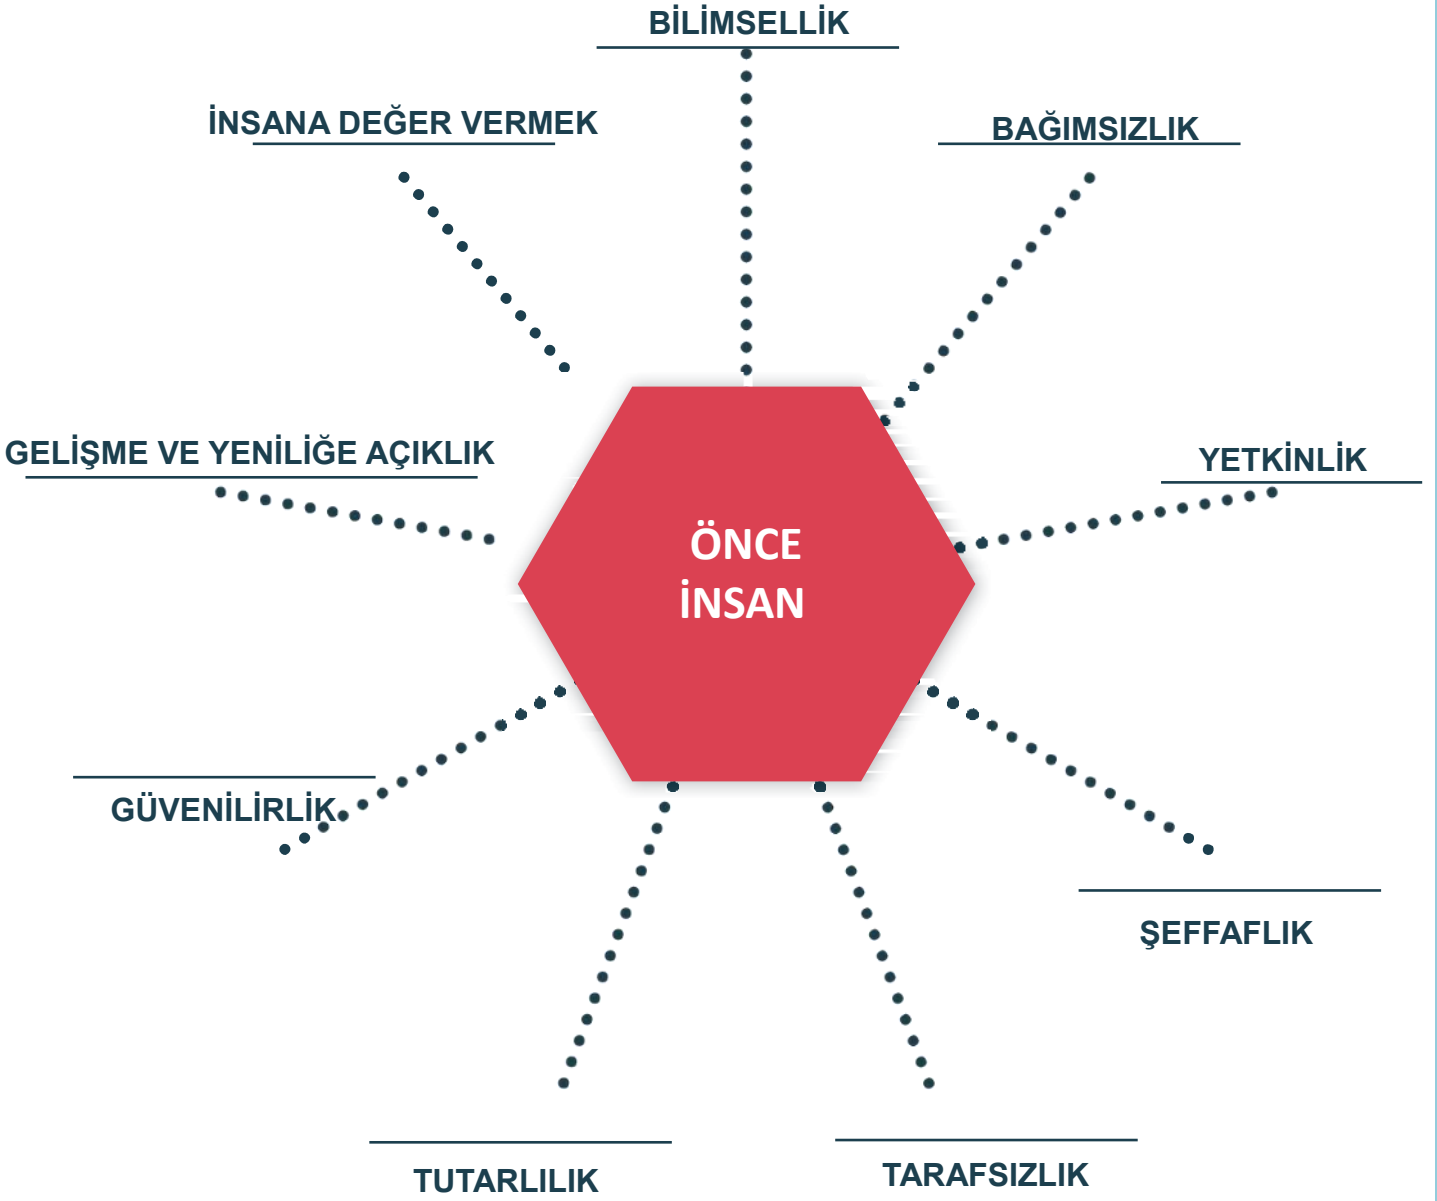 BİLİMSELLİK
İNSANA DEĞER VERMEK
BAĞIMSIZLIK
GELİŞME VE YENİLİĞE AÇIKLIK
YETKİNLİK
ÖNCE
İNSAN
GÜVENİLİRLİK
ŞEFFAFLIK
TUTARLILIK
TARAFSIZLIK